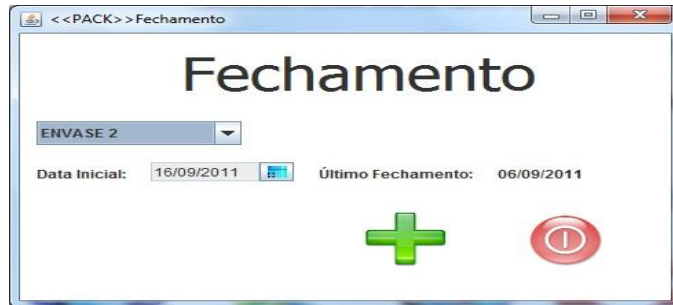 <<PACK>>Fechamento
Fechamento
ENVASE 2
Data Inicial: 16/09/2011 Último Fechamento: 06/09/2011